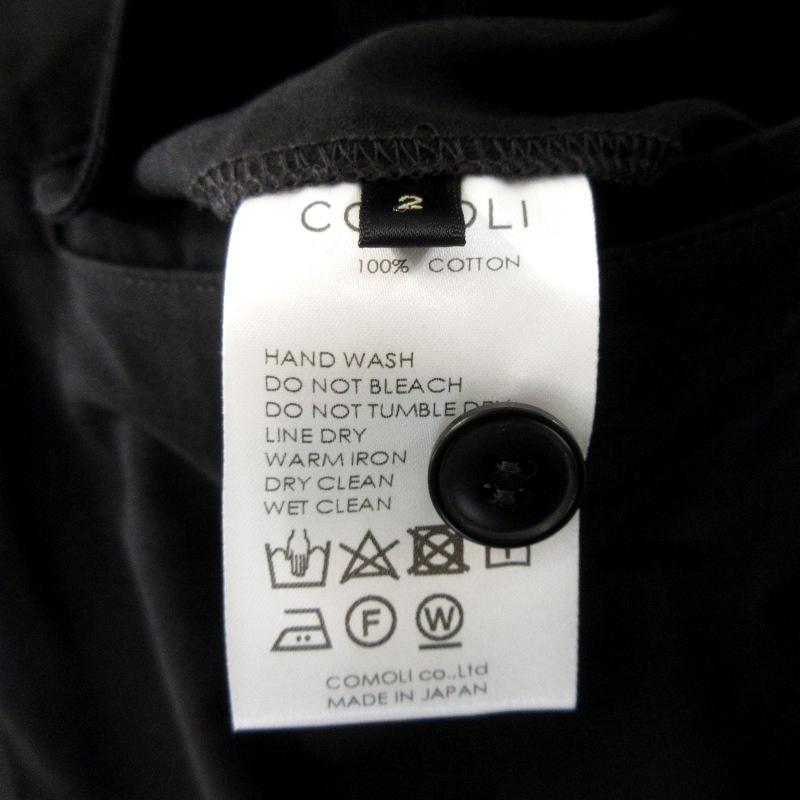 COMOLI
2
100% COTTON
HAND WASH
DO NOT BLEACH
DO NOT TUMBLE DRY
LINE DRY
WARM IRON
DRY CLEAN
WET CLEAN
F W
COMOLI co.,Ltd
MADE IN JAPAN